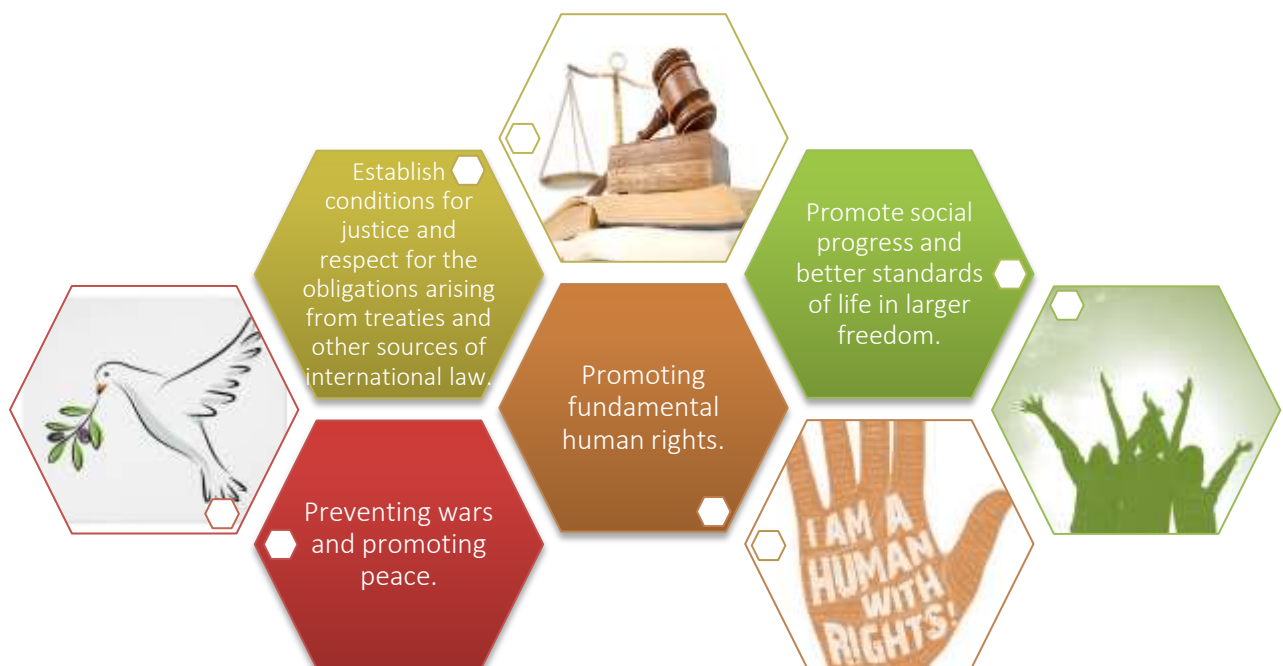 Establish
conditions for
justice and
respect for the
obligations arising
from treaties and
other sources of
international law.
Promote social
progress and
better standards
of life in larger
freedom.
Promoting
fundamental
human rights.
Preventing wars
and promoting
peace.
I AM A
HUMAN
WITH
RIGHTS!